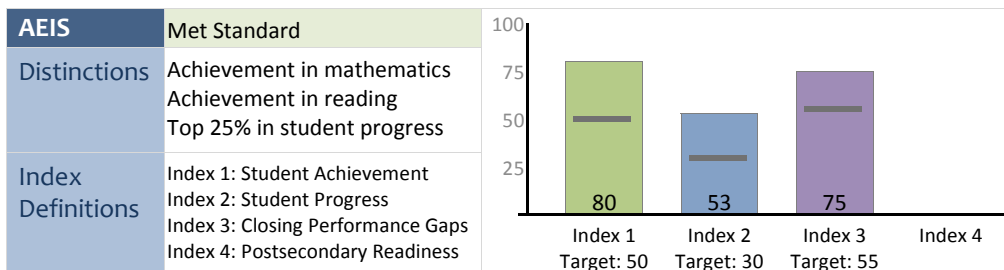 AEIS
Met Standard
Distinctions
Achievement in mathematics
Achievement in reading
Top 25% in student progress
Index
Definitions
Index 1: Student Achievement
Index 2: Student Progress
Index 3: Closing Performance Gaps
Index 4: Postsecondary Readiness
100
75
50
25
80
53
75
Index 1
Target: 50
Index 2
Target: 30
Index 3
Target: 55
Index 4